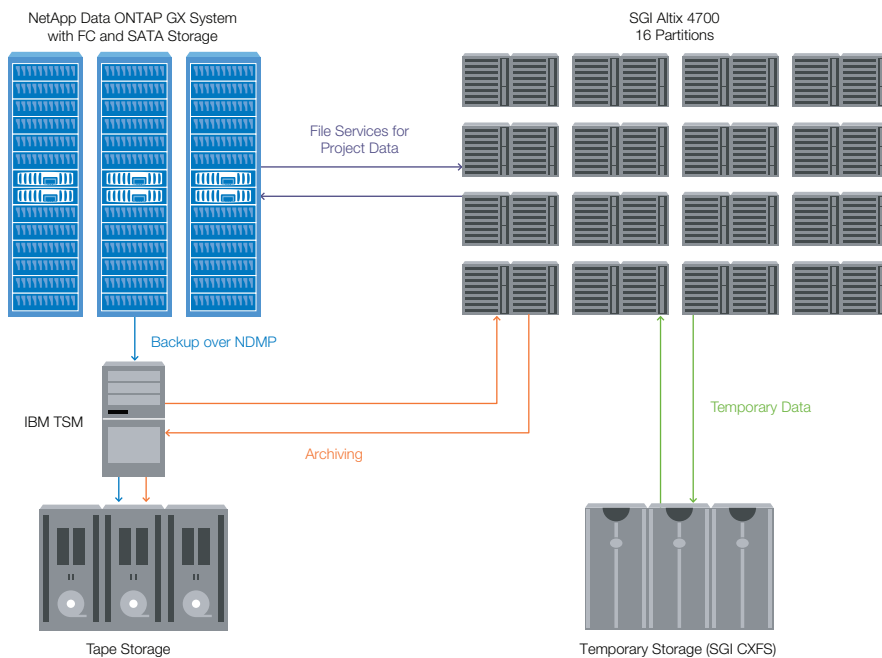 NetApp Data ONTAP GX System
with FC and SATA Storage
SGI Altix 4700
16 Partitions
File Services for
Project Data
Backup over NDMP
IBM TSM
Archiving
Temporary Data
Tape Storage
Temporary Storage (SGI CXFS)